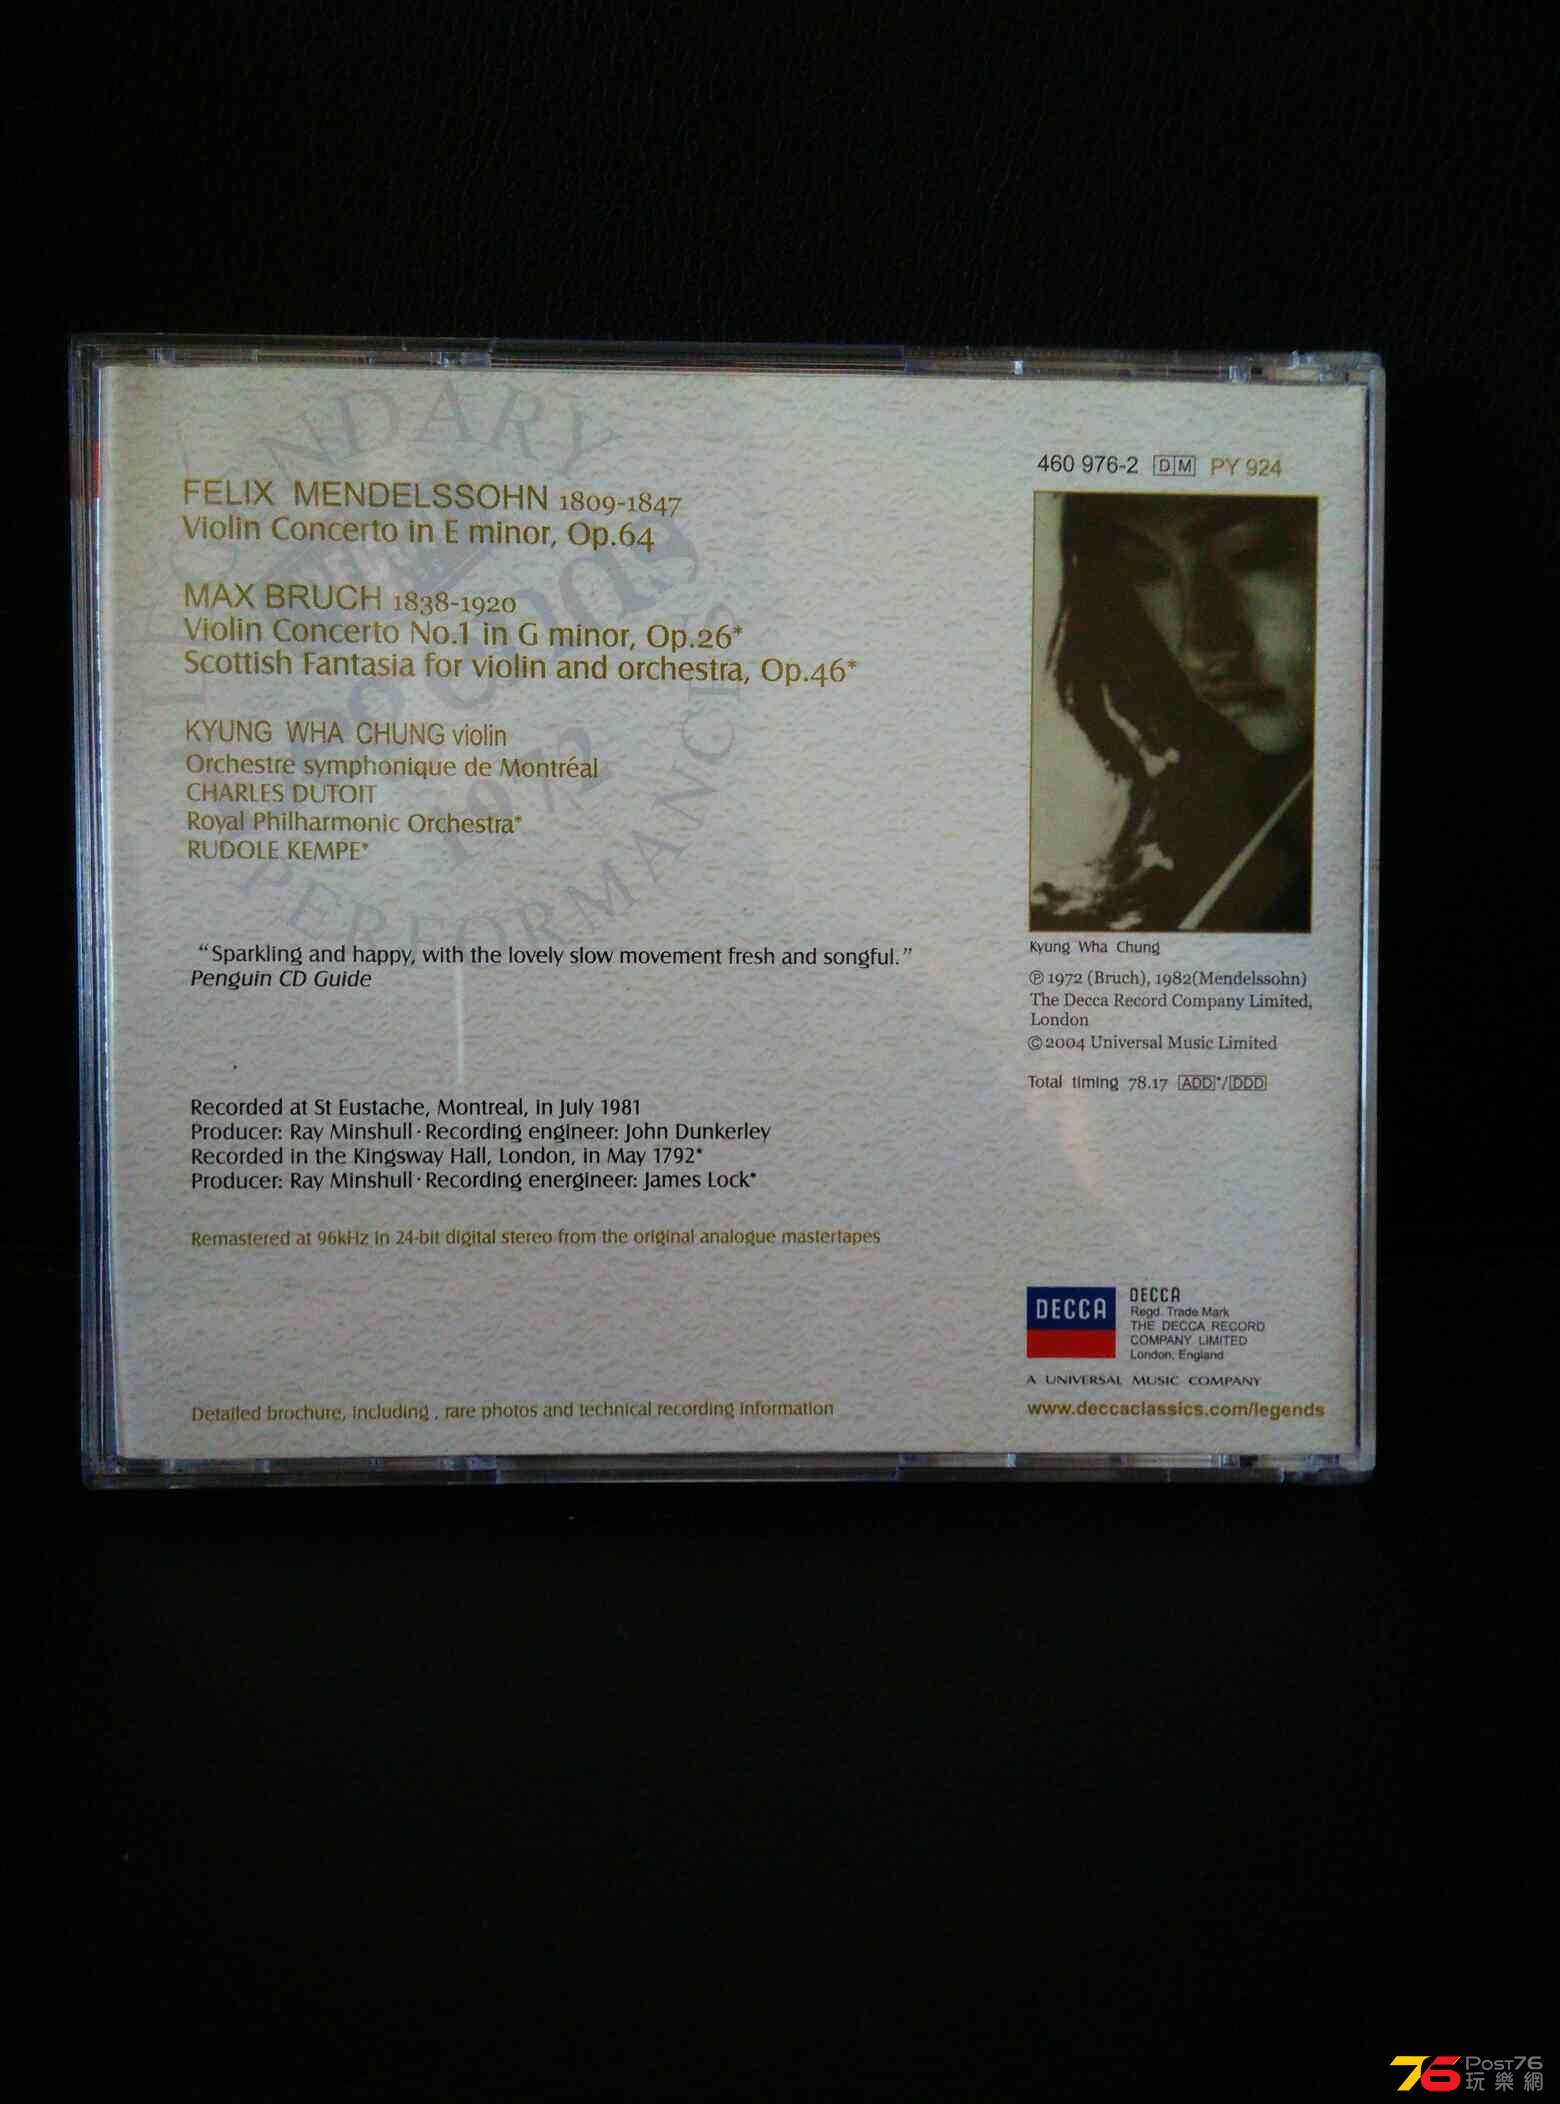 FELIX MENDELSSOHN 1809-1847
Violin Concerto in E minor, Op.64
MAX BRUCH 1838-1920
Violin Concerto No.1 in G minor, Op.26*
Scottish Fantasia for violin and orchestra, Op.46*
KYUNG WHA CHUNG violin
Orchestre symphonique de Montréal
CHARLES DUTOIT
Royal Philharmonic Orchestra*
RUDOLE KEMPE*
“Sparkling and happy, with the lovely slow movement fresh and songful.”
Penguin CD Guide
Recorded at St Eustache, Montreal, in July 1981
Producer: Ray Minshull · Recording engineer: John Dunkerley
Recorded in the Kingsway Hall, London, in May 1792*
Producer: Ray Minshull · Recording energineer: James Lock*
Remastered at 96kHz in 24-bit digital stereo from the original analogue mastertapes
Detailed brochure, including , rare photos and technical recording information
460 976-2 DM PY 924
Kyung Wha Chung
℗ 1972 (Bruch), 1982(Mendelssohn)
The Decca Record Company Limited,
London
© 2004 Universal Music Limited
Total timing 78.17 ADD*/DDD
DECCA
DECCA
Regd. Trade Mark
THE DECCA RECORD
COMPANY LIMITED
London, England
A UNIVERSAL MUSIC COMPANY
www.deccaclassics.com/legends
PERFORMANCES
1972
76 POST76
玩樂網